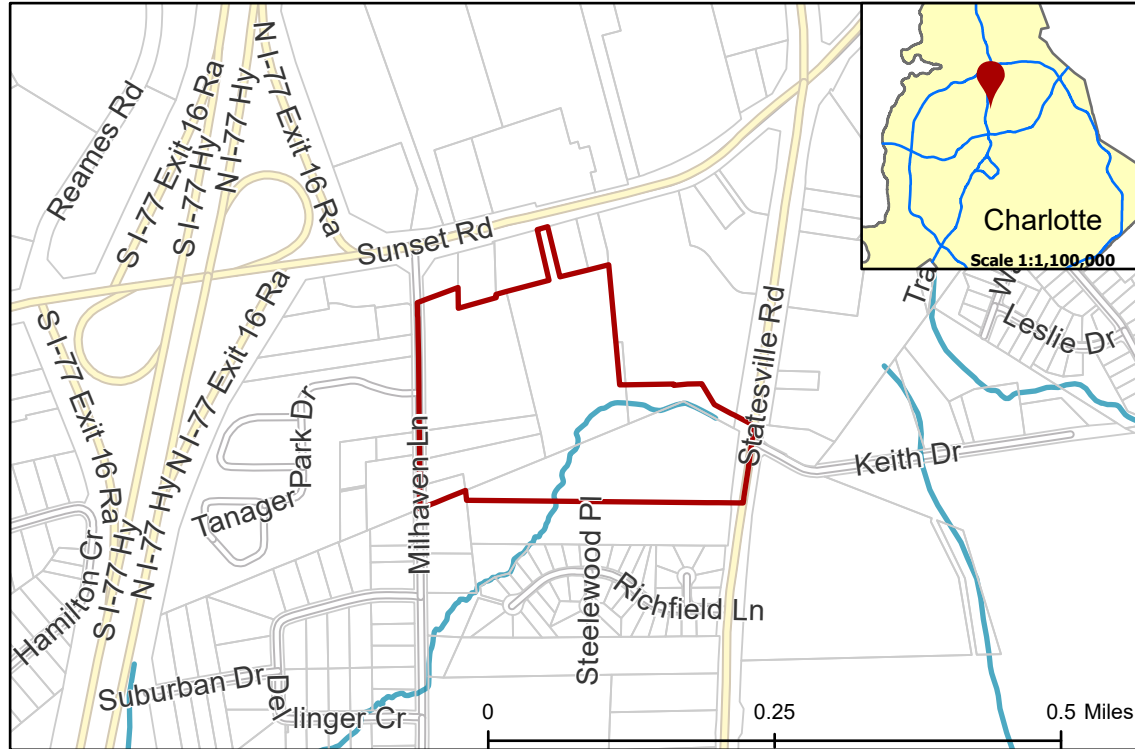 Reames Rd
S I-77 Exit 16 Ra
S I-77 Hy
N I-77 Hy
N I-77 Exit 16 Ra
Sunset Rd
Charlotte
Scale 1:1,100,000
Leslie Dr
S I-77 Exit 16 Ra
N I-77 Exit 16 Ra
N I-77 Hy
S I-77 Hy
Tanager Park Dr
Milhaven Ln
Statesville Rd
Keith Dr
Hamilton Cr
Steelewood Pl
Richfield Ln
Suburban Dr
Dellinger Cr
0 0.25 0.5 Miles